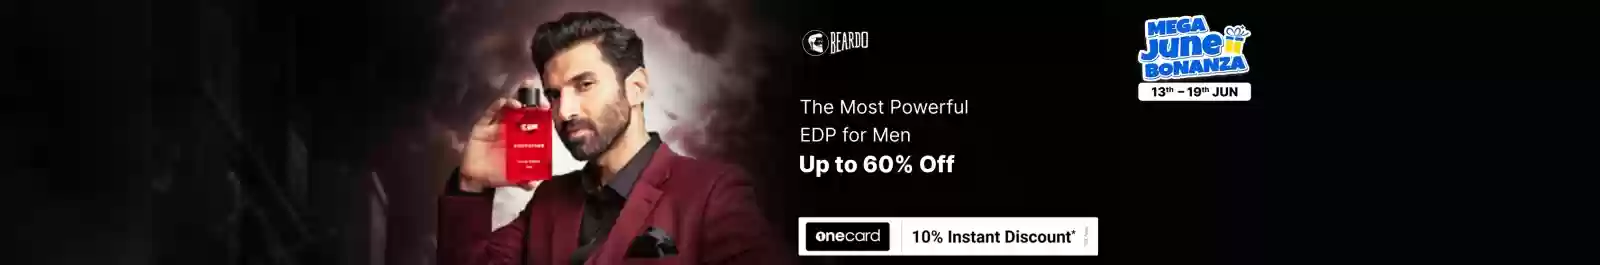 BEARDO
The Most Powerful
EDP for Men
Up to 60% Off
onecard
10% Instant Discount*
MEGA
June
BONANZA
13th – 19th JUN